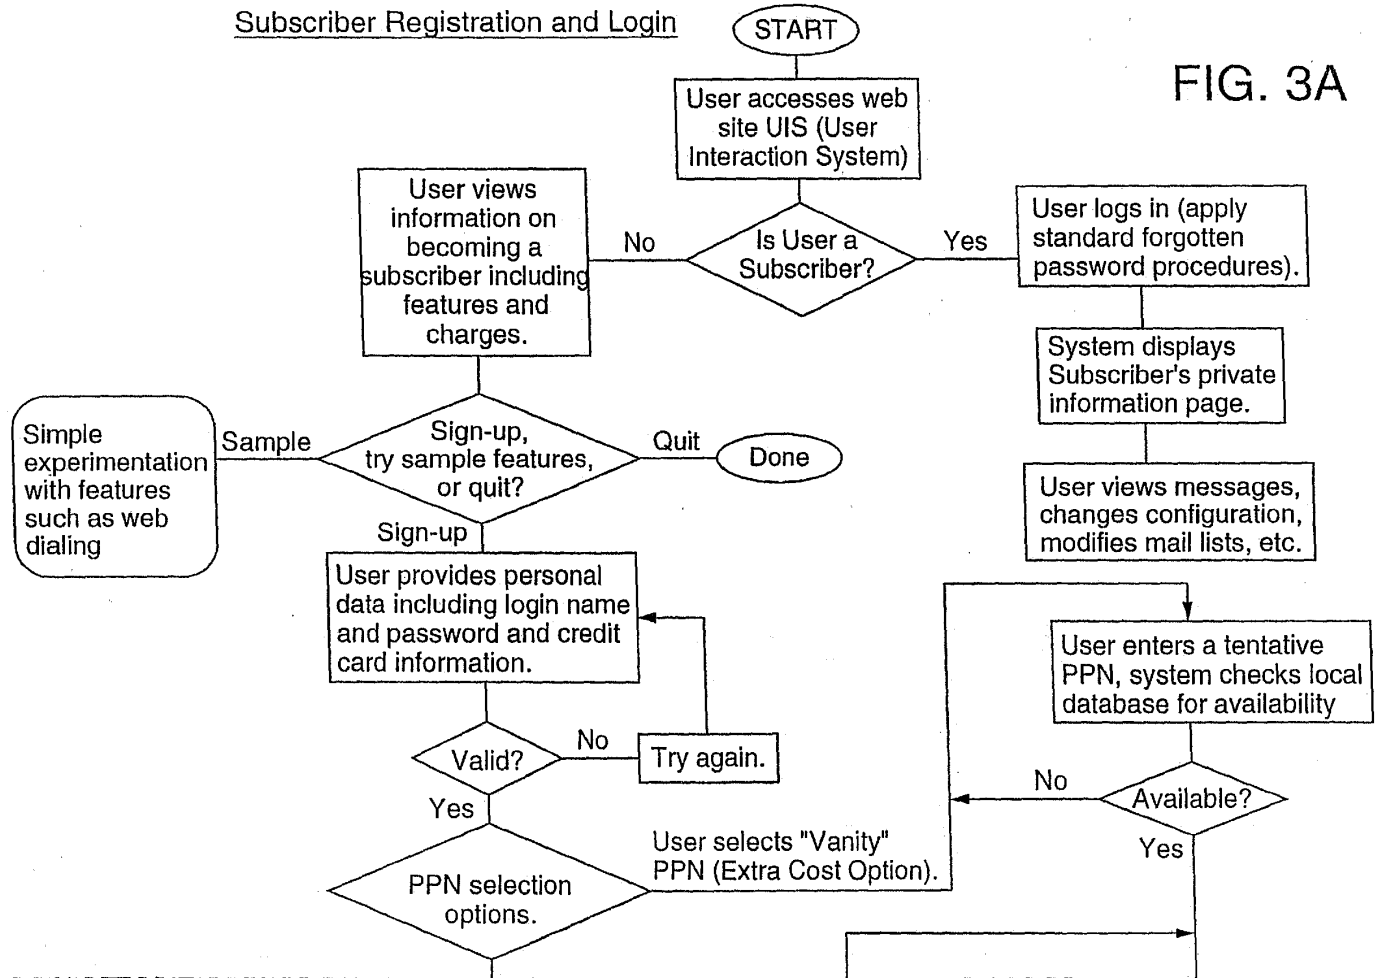 Subscriber Registration and Login
START
FIG. 3A
User accesses web
site UIS (User
Interaction System)
User views
information on
becoming a
subscriber including
features and
charges.
No
Is User a
Subscriber?
Yes
User logs in (apply
standard forgotten
password procedures).
System displays
Subscriber's private
information page.
User views messages,
changes configuration,
modifies mail lists, etc.
Simple
experimentation
with features
such as web
dialing
Sample
Sign-up,
try sample features,
or quit?
Quit
Done
Sign-up
User provides personal
data including login name
and password and credit
card information.
Valid?
No
Try again.
Yes
PPN selection
options.
User selects "Vanity"
PPN (Extra Cost Option).
User enters a tentative
PPN, system checks local
database for availability
No
Available?
Yes